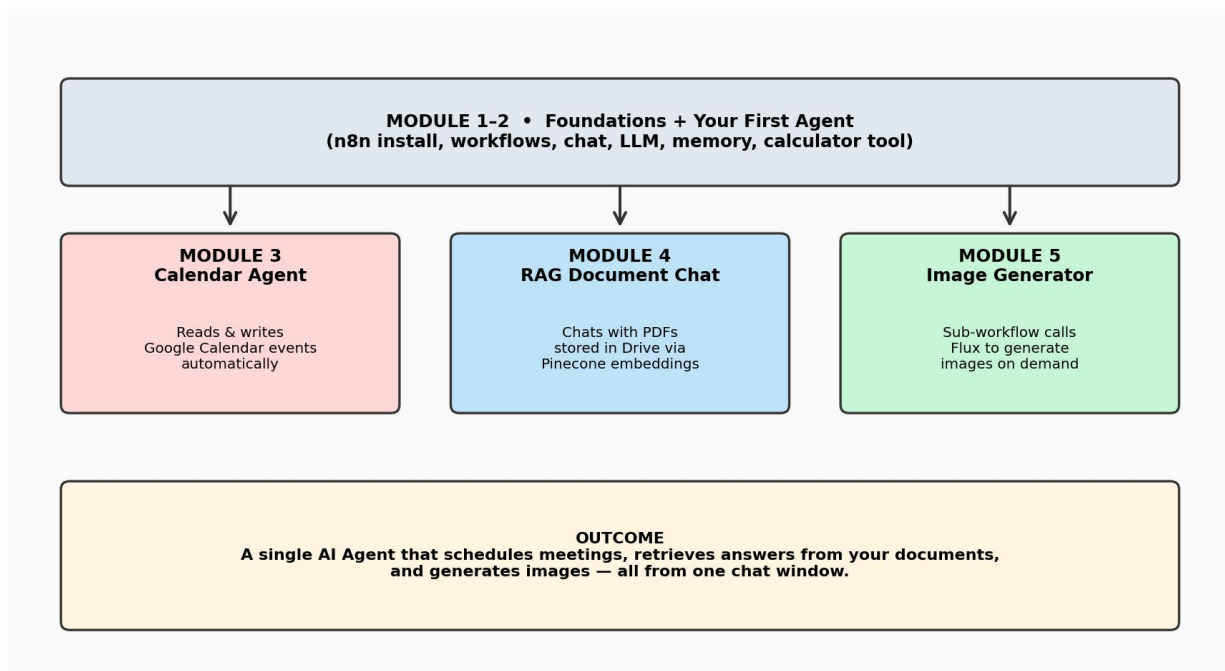 MODULE 1–2 • Foundations + Your First Agent
(n8n install, workflows, chat, LLM, memory, calculator tool)
MODULE 3
Calendar Agent
Reads & writes
Google Calendar events
automatically
MODULE 4
RAG Document Chat
Chats with PDFs
stored in Drive via
Pinecone embeddings
MODULE 5
Image Generator
Sub-workflow calls
Flux to generate
images on demand
OUTCOME
A single AI Agent that schedules meetings, retrieves answers from your documents,
and generates images — all from one chat window.